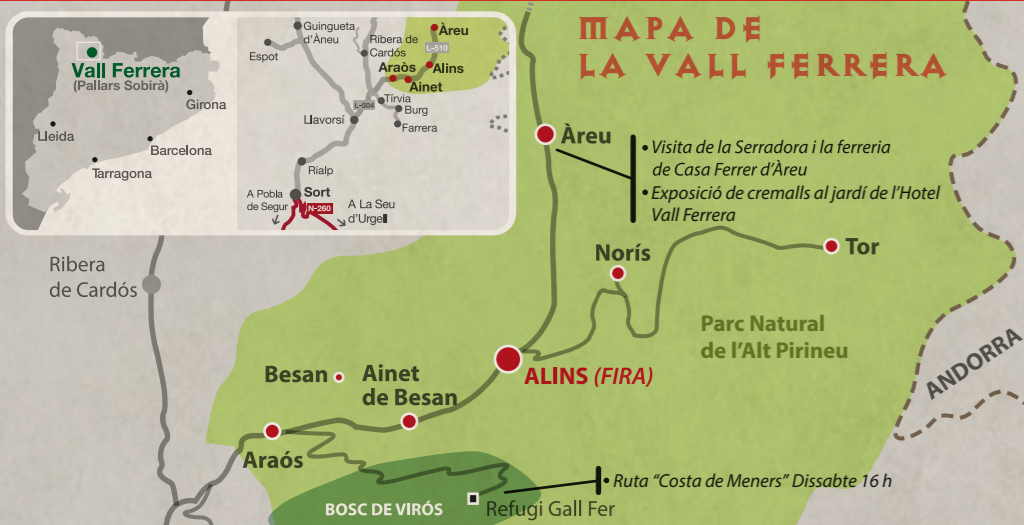 MAPA DE
LA VALL FERRERA
Vall Ferrera
(Pallars Sobirà)
Girona
Lleida
Barcelona
Tarragona
Guingueta
d'Àneu
Espot
Ribera de
Cardós
Àreu
L-510
Araòs
Alins
Ainet
L-504
Tírvia
Burg
Farrera
Llavorsí
Rialp
Sort
A Pobla
de Segur
N-260
A La Seu
d'Urgell
Àreu
• Visita de la Serradora i la ferreria
de Casa Ferrer d'Àreu
• Exposició de cremalls al jardí de l'Hotel
Vall Ferrera
Norís
Tor
Ribera
de Cardós
Parc Natural
de l'Alt Pirineu
ANDORRA
ALINS (FIRA)
Besan
Ainet
de Besan
Araós
BOSC DE VIRÓS
Refugi Gall Fer
• Ruta "Costa de Meners" Dissabte 16 h